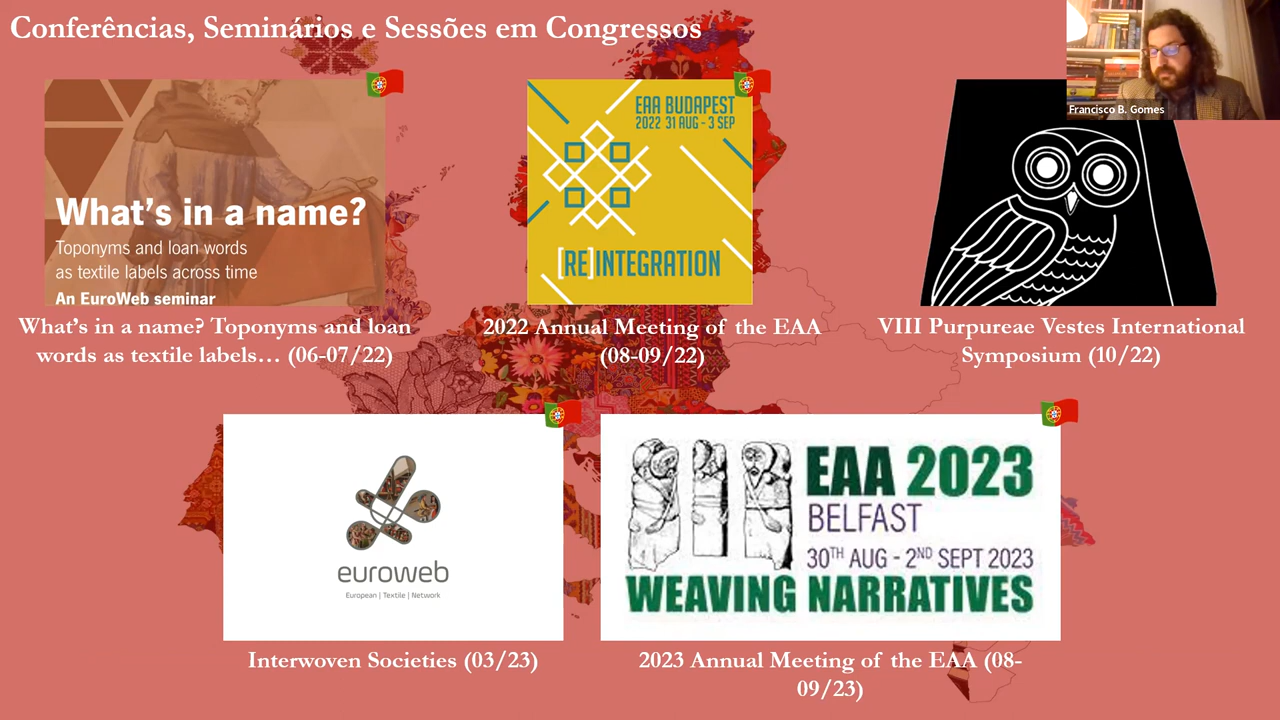 Conferências, Seminários e Sessões em Congressos
Francisco B. Gomes
What's in a name?
Toponyms and loan words
as textile labels across time
An EuroWeb seminar
What's in a name? Toponyms and loan
words as textile labels… (06-07/22)
EAA BUDAPEST
2022 31 AUG - 3 SEP
[RE]INTEGRATION
2022 Annual Meeting of the EAA
(08-09/22)
VIII Purpureae Vestes International
Symposium (10/22)
euroweb
European | Textile | Network
Interwoven Societies (03/23)
EAA 2023
BELFAST
30TH AUG - 2ND SEPT 2023
WEAVING NARRATIVES
2023 Annual Meeting of the EAA (08-
09/23)